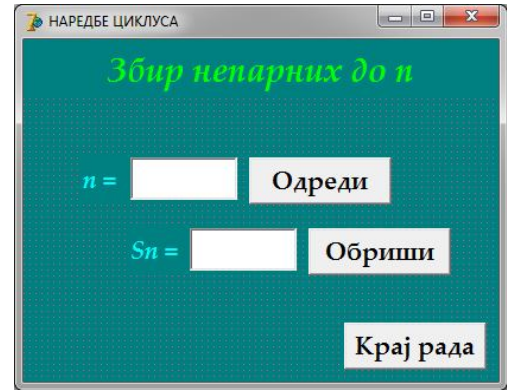 НАРЕДБЕ ЦИКЛУСА
Збир непарних до n
n = Одреди
Sn = Обриши
Крај рада